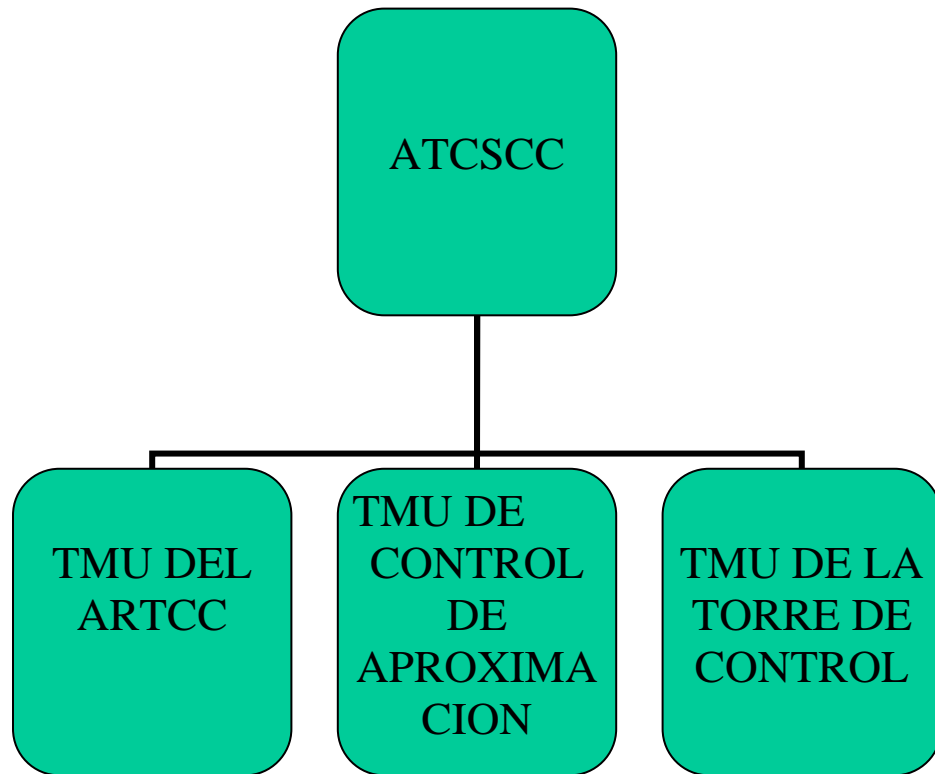 ATCSCC
TMU DEL
ARTCC
TMU DE
CONTROL
DE
APROXIMA
CION
TMU DE LA
TORRE DE
CONTROL